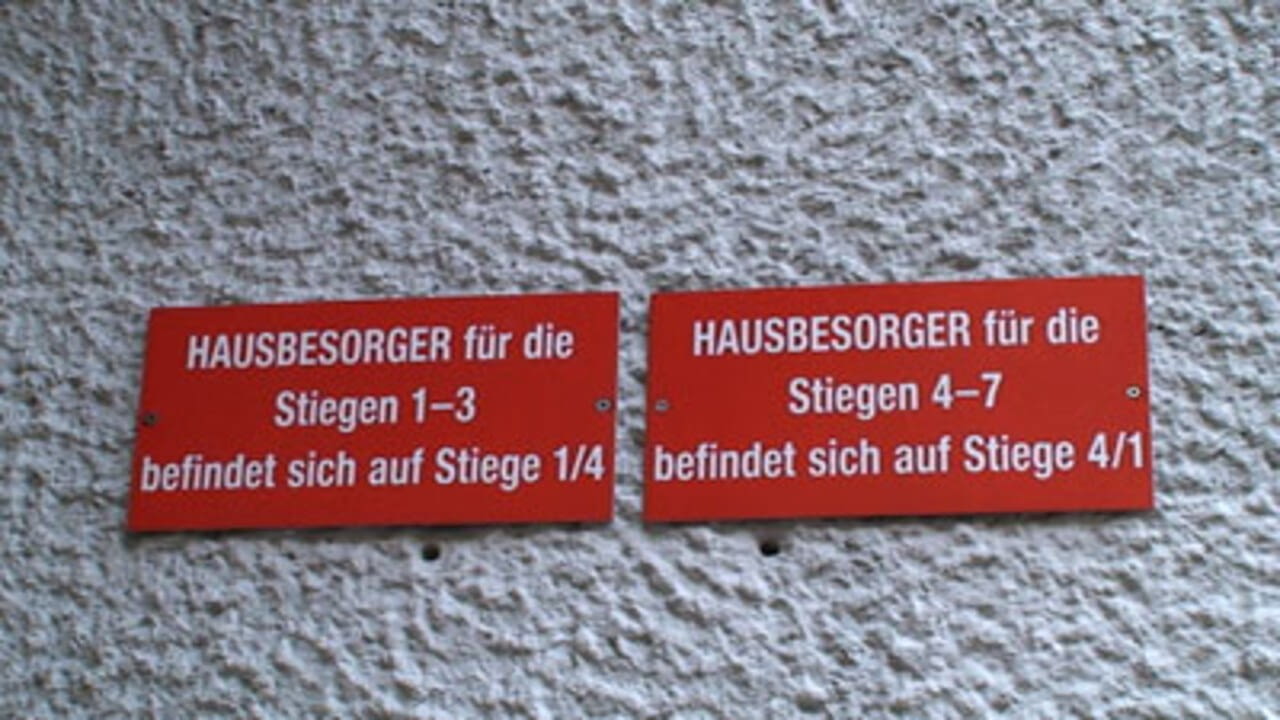 HAUSBESORGER für die
Stiegen 1–3
befindet sich auf Stiege 1/4
HAUSBESORGER für die
Stiegen 4–7
befindet sich auf Stiege 4/1